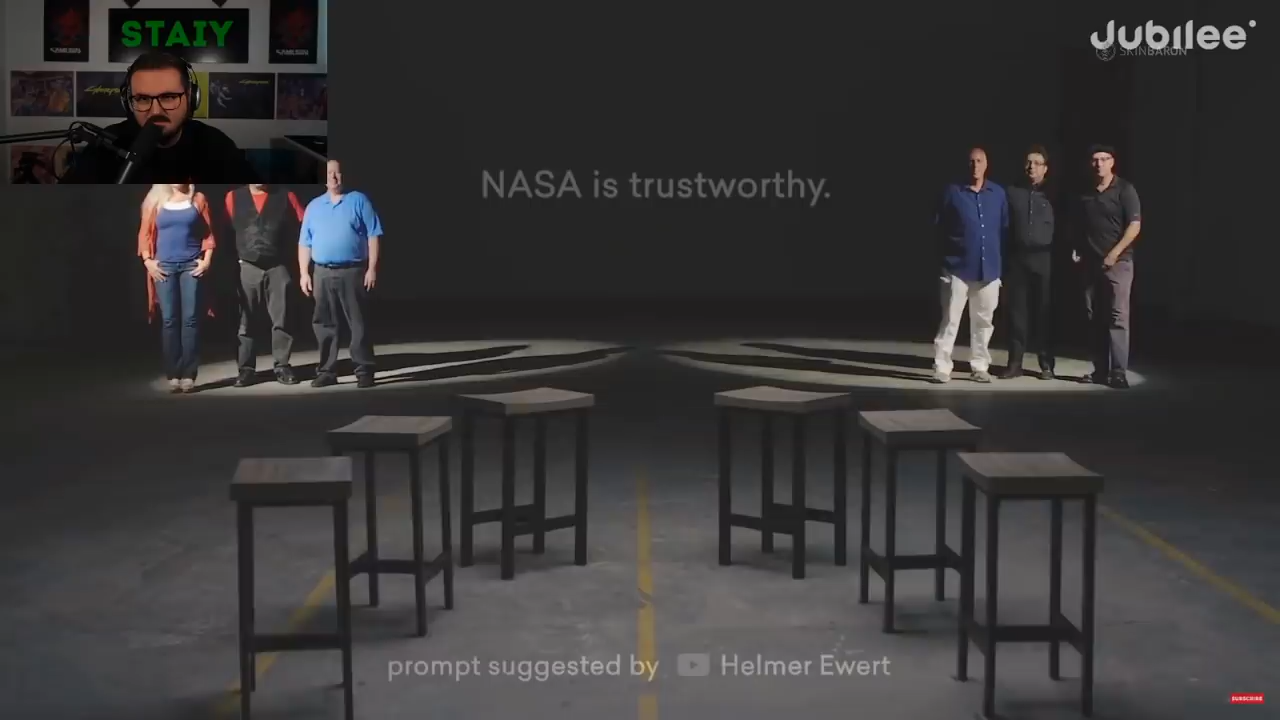 STAIY
Jubilee
SKINBARON
NASA is trustworthy.
prompt suggested by Helmer Ewert
SUBSCRIBE